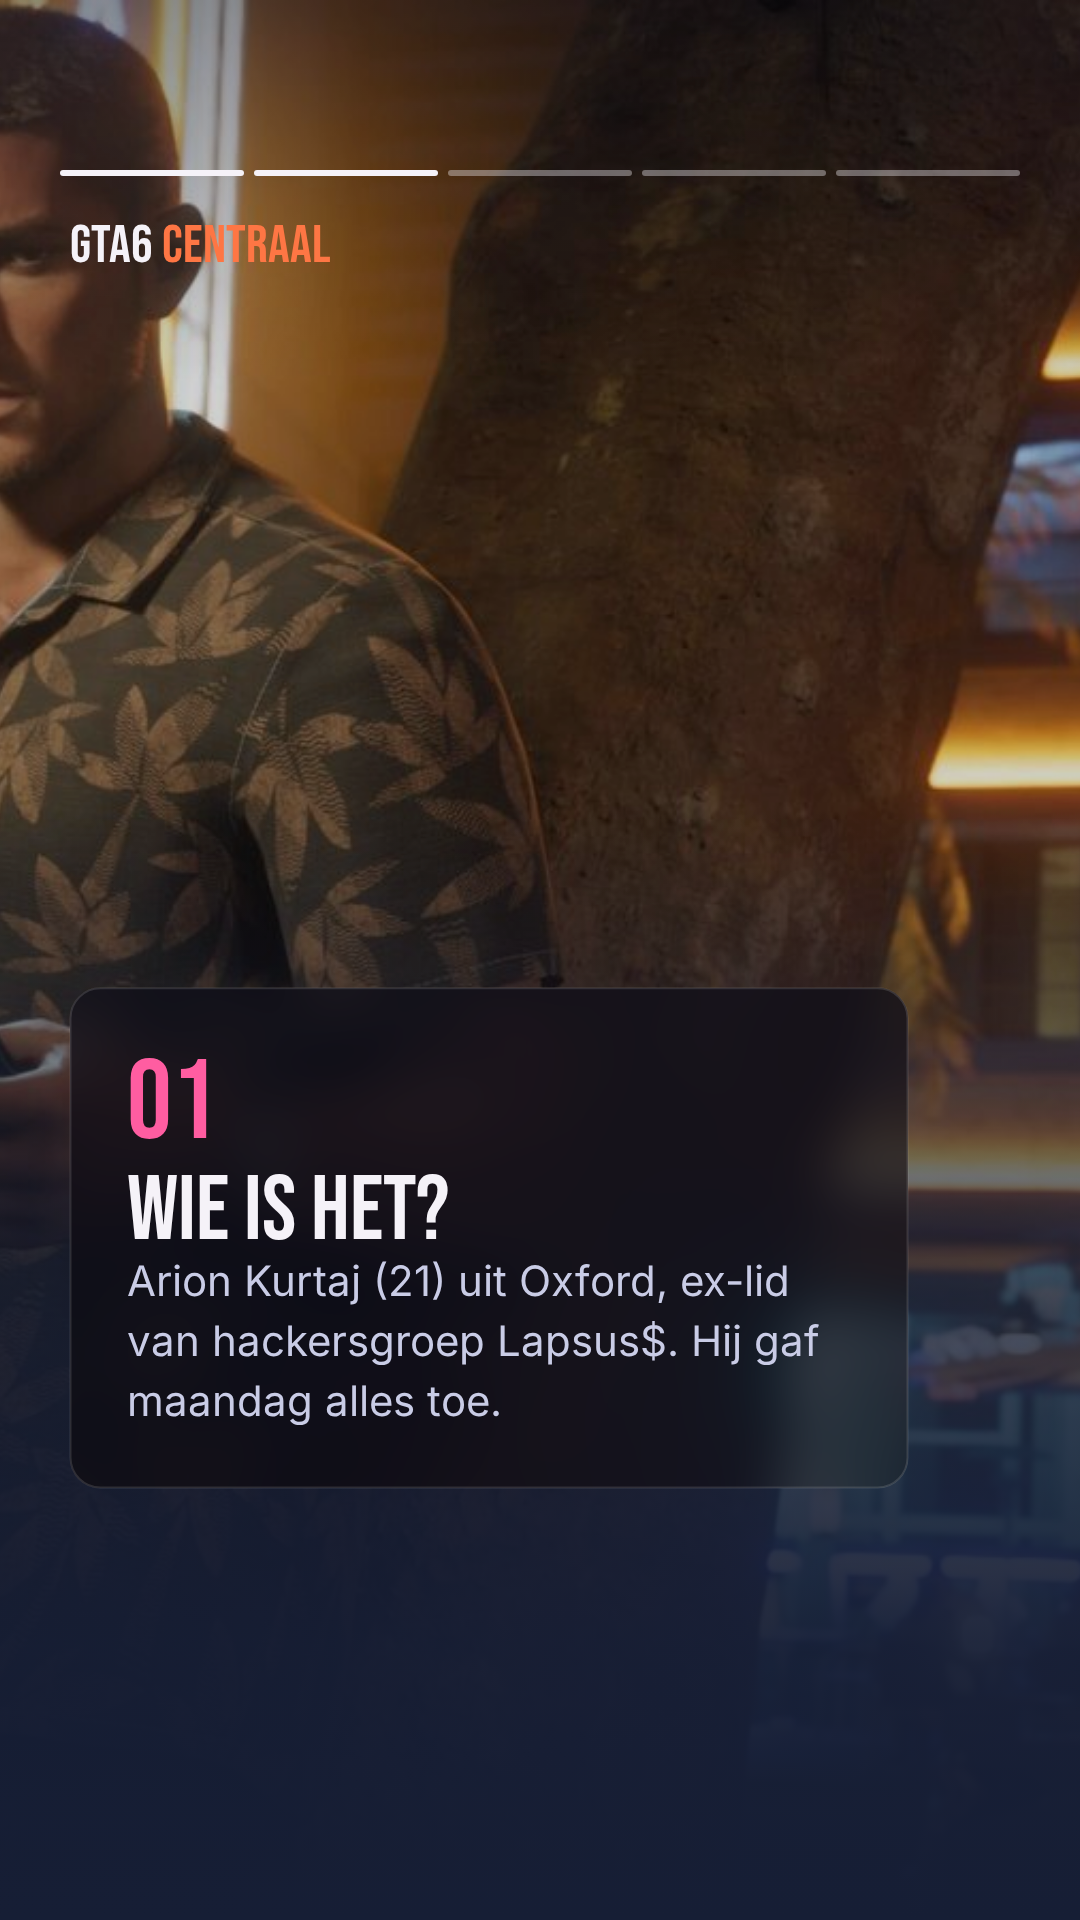 GTA6 CENTRAAL
01
WIE IS HET?
Arion Kurtaj (21) uit Oxford, ex-lid
van hackersgroep Lapsus$. Hij gaf
maandag alles toe.